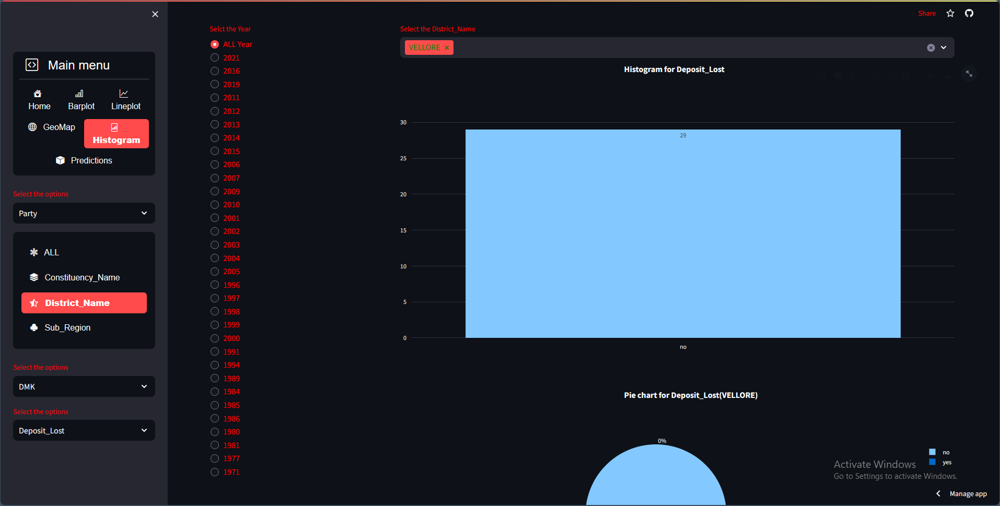 Main menu
Home
Barplot
Lineplot
GeoMap
Histogram
Predictions
Select the options
Party
ALL
Constituency_Name
District_Name
Sub_Region
Select the options
DMK
Select the options
Deposit_Lost
Selct the Year
ALL Year
2021
2016
2019
2011
2012
2013
2014
2015
2006
2007
2009
2010
2001
2002
2003
2004
2005
1996
1997
1998
1999
2000
1991
1994
1989
1984
1985
1986
1980
1981
1977
1971
Share
Select the District_Name
VELLORE ×
Histogram for Deposit_Lost
30
29
25
20
15
10
5
0
no
Pie chart for Deposit_Lost(VELLORE)
0%
no
yes
Activate Windows
Go to Settings to activate Windows.
Manage app